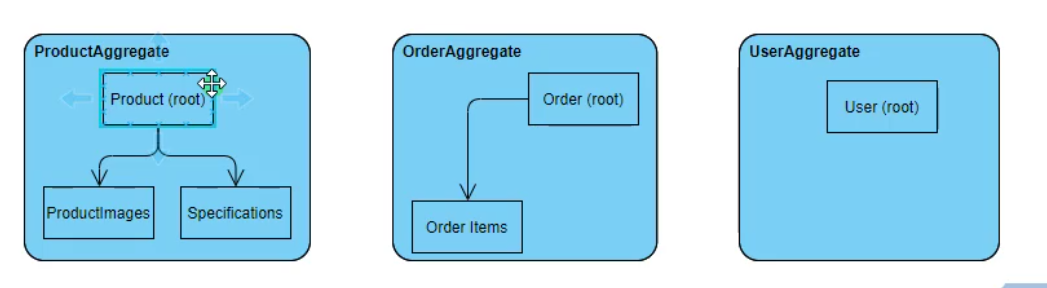 ProductAggregate
Product (root)
ProductImages
Specifications
OrderAggregate
Order (root)
Order Items
UserAggregate
User (root)